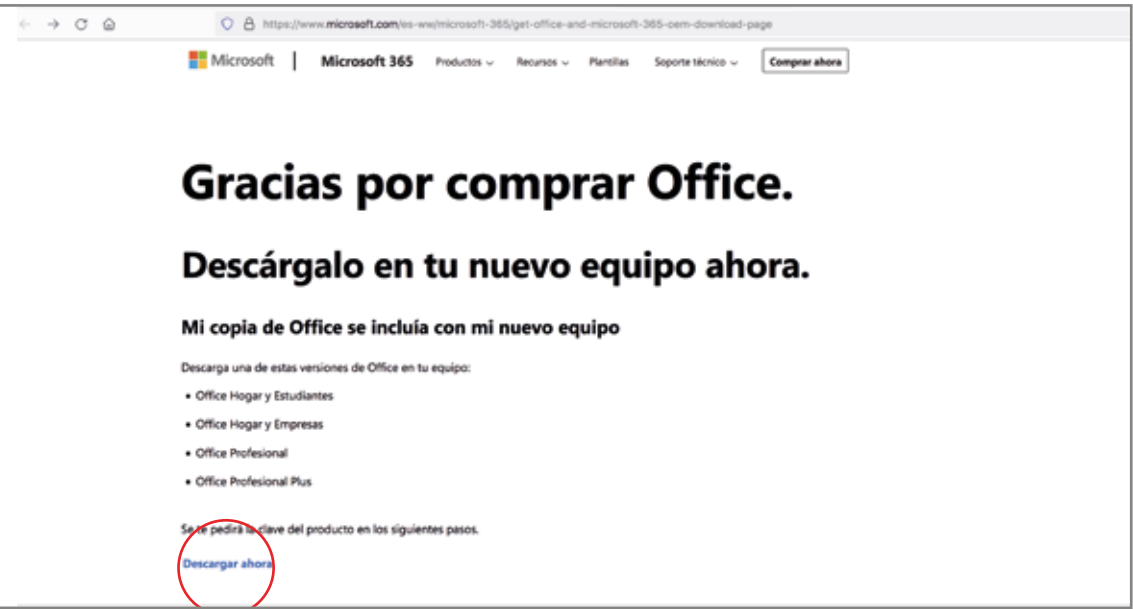 https://www.microsoft.com/es-ww/microsoft-365/get-office-and-microsoft-365-oem-download-page
Microsoft | Microsoft 365 Productos Recursos Plantillas Soporte técnico Comprar ahora
Gracias por comprar Office.
Descárgalo en tu nuevo equipo ahora.
Mi copia de Office se incluía con mi nuevo equipo
Descarga una de estas versiones de Office en tu equipo:
• Office Hogar y Estudiantes
• Office Hogar y Empresas
• Office Profesional
• Office Profesional Plus
Se te pedirá la clave del producto en los siguientes pasos.
Descargar ahora